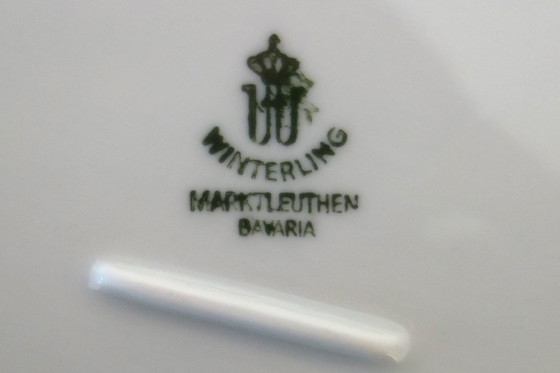 W
WINTERLING
MARKTLEUTHEN
BAVARIA